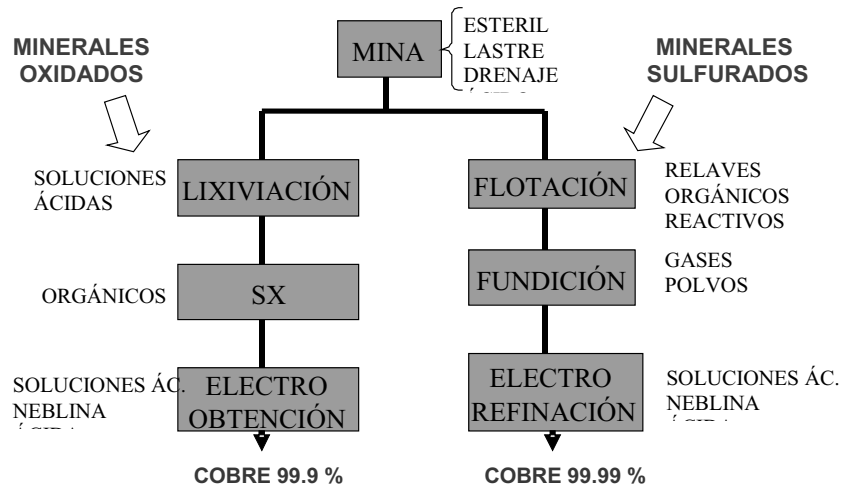 MINERALES
OXIDADOS
MINA
ESTERIL
LASTRE
DRENAJE
MINERALES
SULFURADOS
SOLUCIONES
ÁCIDAS
LIXIVIACIÓN
FLOTACIÓN
RELAVES
ORGÁNICOS
REACTIVOS
ORGÁNICOS
SX
FUNDICIÓN
GASES
POLVOS
SOLUCIONES ÁC.
NEBLINA
ELECTRO
OBTENCIÓN
ELECTRO
REFINACIÓN
SOLUCIONES ÁC.
NEBLINA
COBRE 99.9 %
COBRE 99.99 %